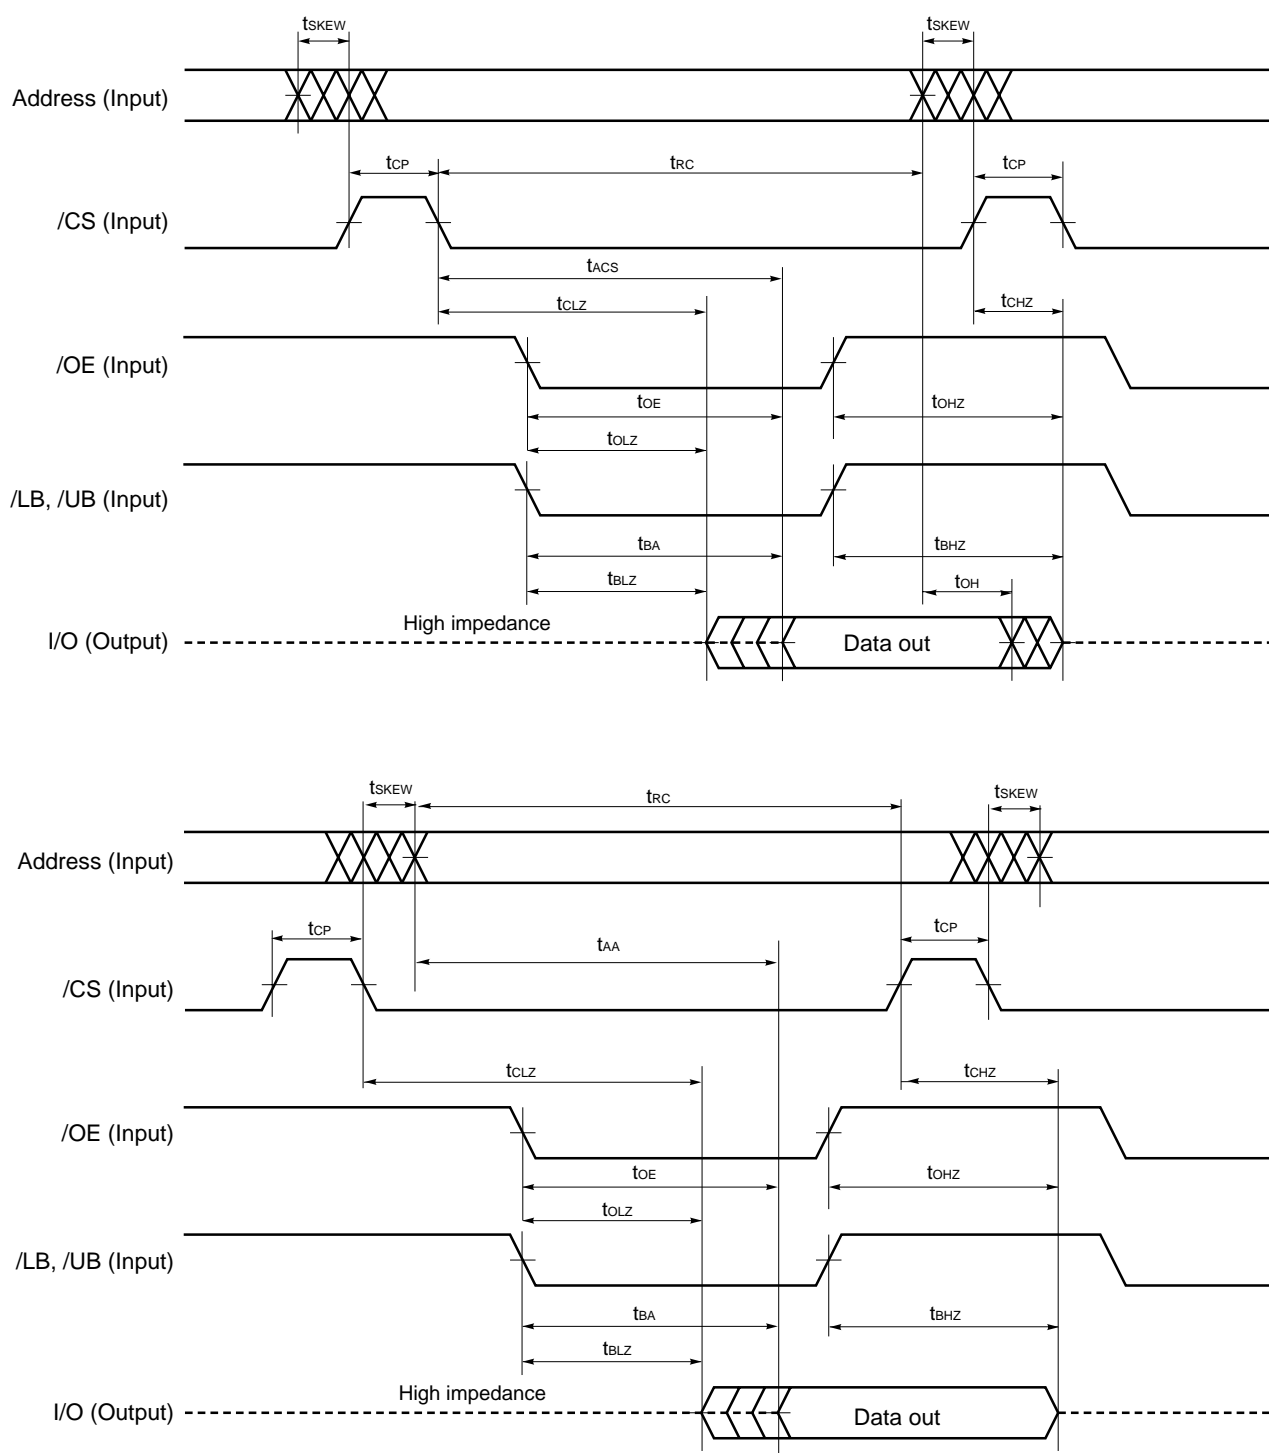 tSKEW tSKEW
Address (Input)
tCP tRC tCP
/CS (Input)
tACS
tCLZ tCHZ
/OE (Input)
tOE tOHZ
tOLZ
/LB, /UB (Input)
tBA tBHZ
tBLZ tOH
High impedance
I/O (Output) Data out
tSKEW tRC tSKEW
Address (Input)
tCP tAA tCP
/CS (Input)
tCLZ tCHZ
/OE (Input)
tOE tOHZ
tOLZ
/LB, /UB (Input)
tBA tBHZ
tBLZ
High impedance
I/O (Output) Data out